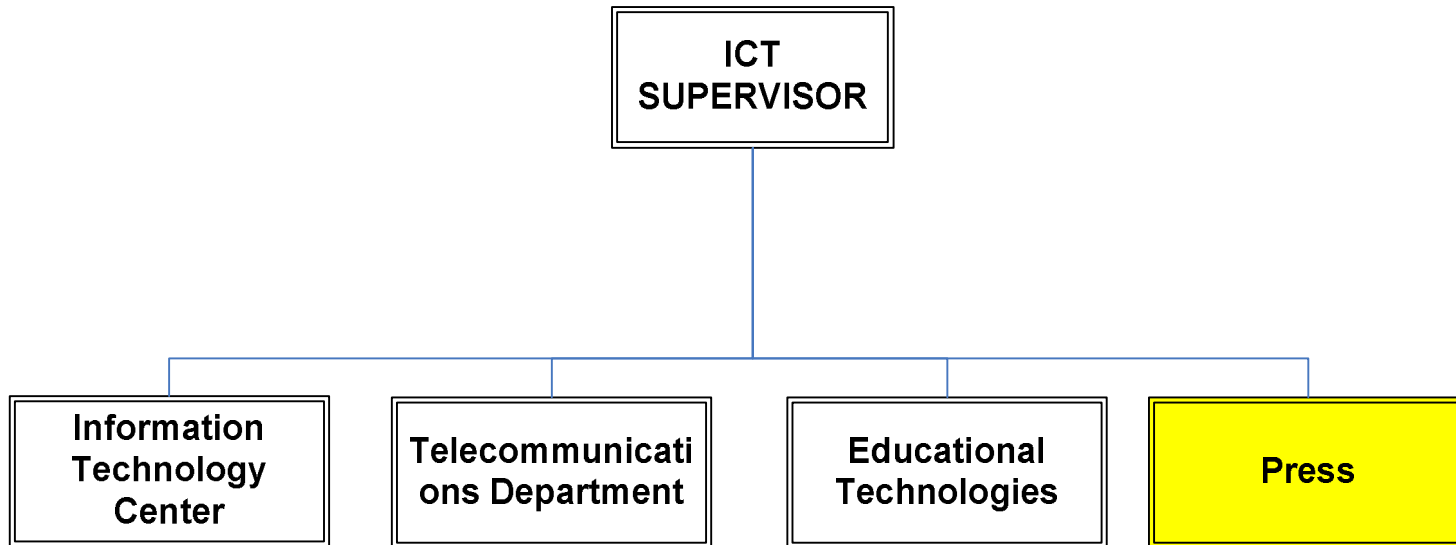 ICT
SUPERVISOR
Information
Technology
Center
Telecommunicati
ons Department
Educational
Technologies
Press